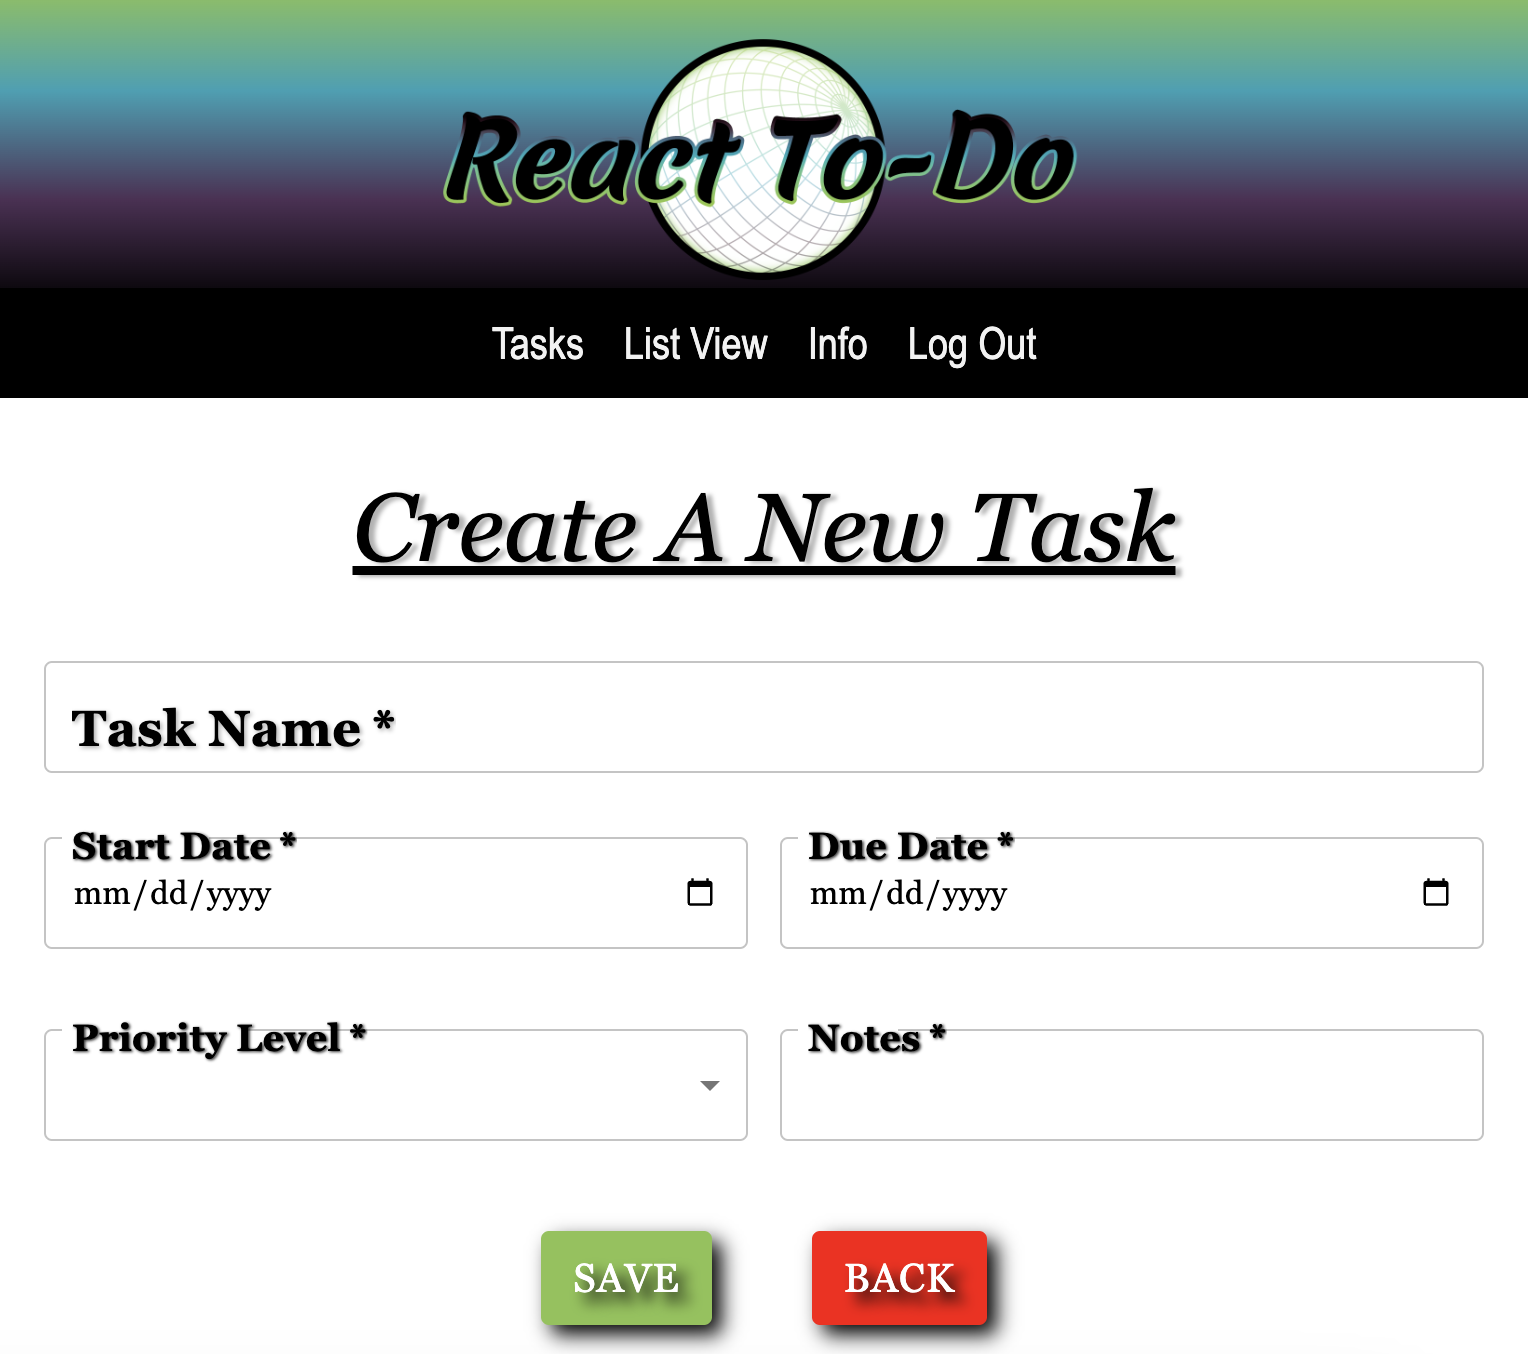 React To-Do
Tasks List View Info Log Out
Create A New Task
Task Name *
Start Date * Due Date *
mm/dd/yyyy mm/dd/yyyy
Priority Level * Notes *
SAVE BACK